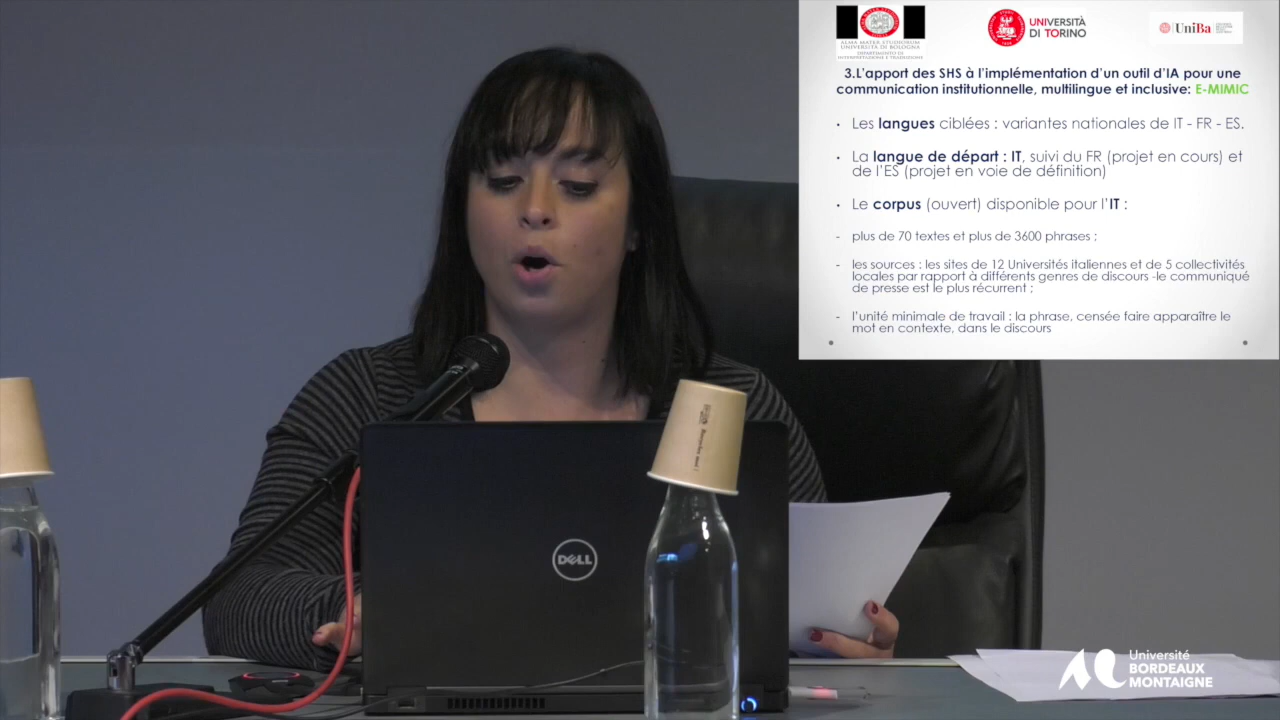 ALMA MATER STUDIORUM
UNIVERSITÀ DI BOLOGNA
DIPARTIMENTO DI
INTERPRETAZIONE E TRADUZIONE
UNIVERSITÀ
DI TORINO
UniBa
3.L'apport des SHS à l'implémentation d'un outil d'IA pour une
communication institutionnelle, multilingue et inclusive: E-MIMIC
• Les langues ciblées : variantes nationales de IT - FR - ES.
• La langue de départ : IT, suivi du FR (projet en cours) et
de l'ES (projet en voie de définition)
• Le corpus (ouvert) disponible pour l'IT :
- plus de 70 textes et plus de 3600 phrases ;
- les sources : les sites de 12 Universités italiennes et de 5 collectivités
locales par rapport à différents genres de discours -le communiqué
de presse est le plus récurrent ;
- l'unité minimale de travail : la phrase, censée faire apparaître le
mot en contexte, dans le discours
DELL
Université
BORDEAUX
MONTAIGNE